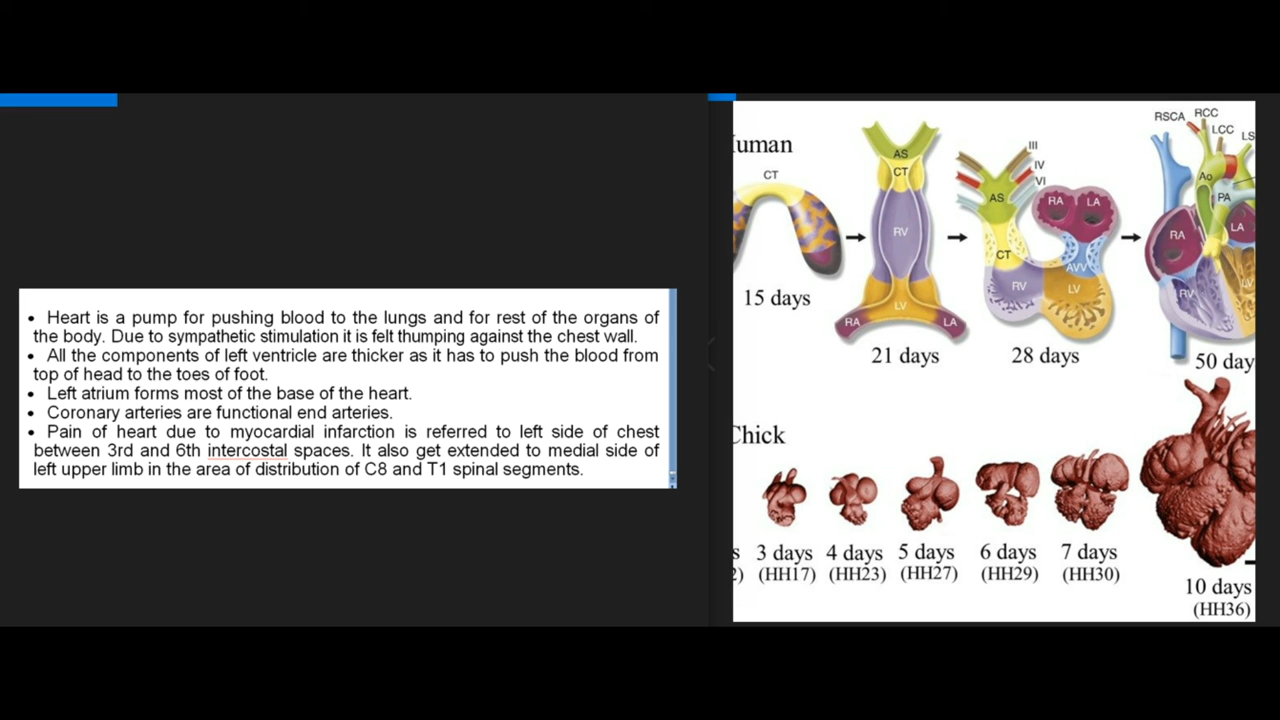 • Heart is a pump for pushing blood to the lungs and for rest of the organs of
the body. Due to sympathetic stimulation it is felt thumping against the chest wall.
• All the components of left ventricle are thicker as it has to push the blood from
top of head to the toes of foot.
• Left atrium forms most of the base of the heart.
• Coronary arteries are functional end arteries.
• Pain of heart due to myocardial infarction is referred to left side of chest
between 3rd and 6th intercostal spaces. It also get extended to medial side of
left upper limb in the area of distribution of C8 and T1 spinal segments.
uman
CT
15 days
AS
CT
RV
LV
RA LA
21 days
III
IV
VI
AS
RA LA
CT
AVV
RV LV
28 days
RSCA RCC
LCC LS
Ao
PA
RA LA
RV LV
50 day
Chick
s 3 days 4 days 5 days 6 days 7 days
2) (HH17) (HH23) (HH27) (HH29) (HH30)
10 days
(HH36)